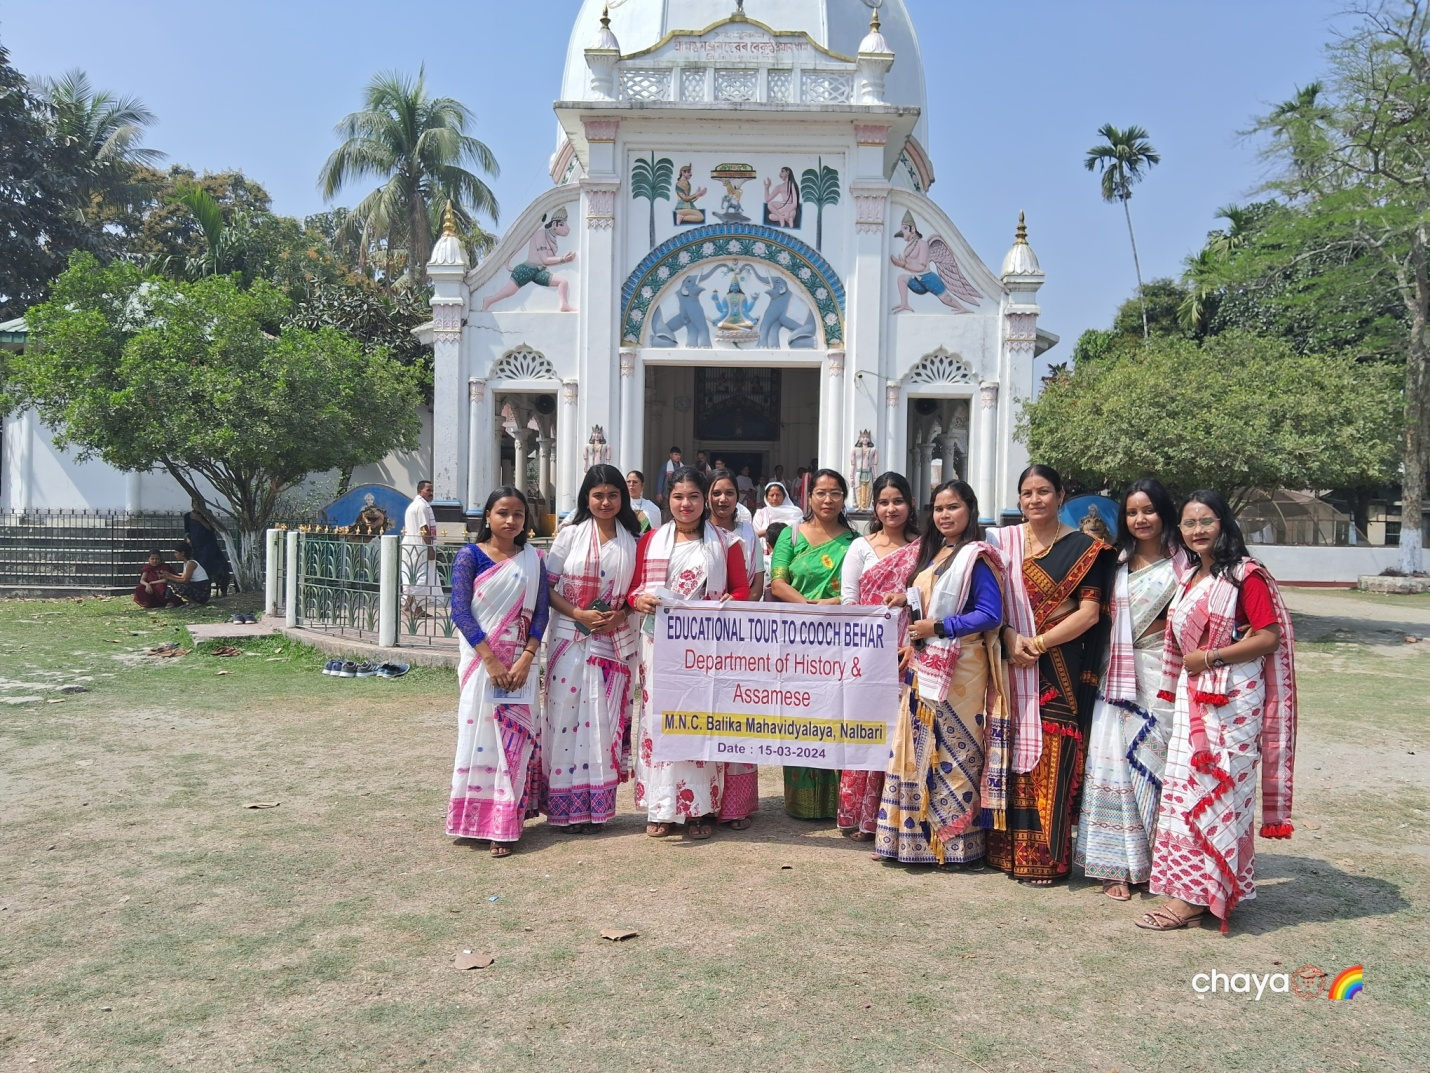 EDUCATIONAL TOUR TO COOCH BEHAR
Department of History &
Assamese
M.N.C. Balika Mahavidyalaya, Nalbari
Date : 15-03-2024
chaya